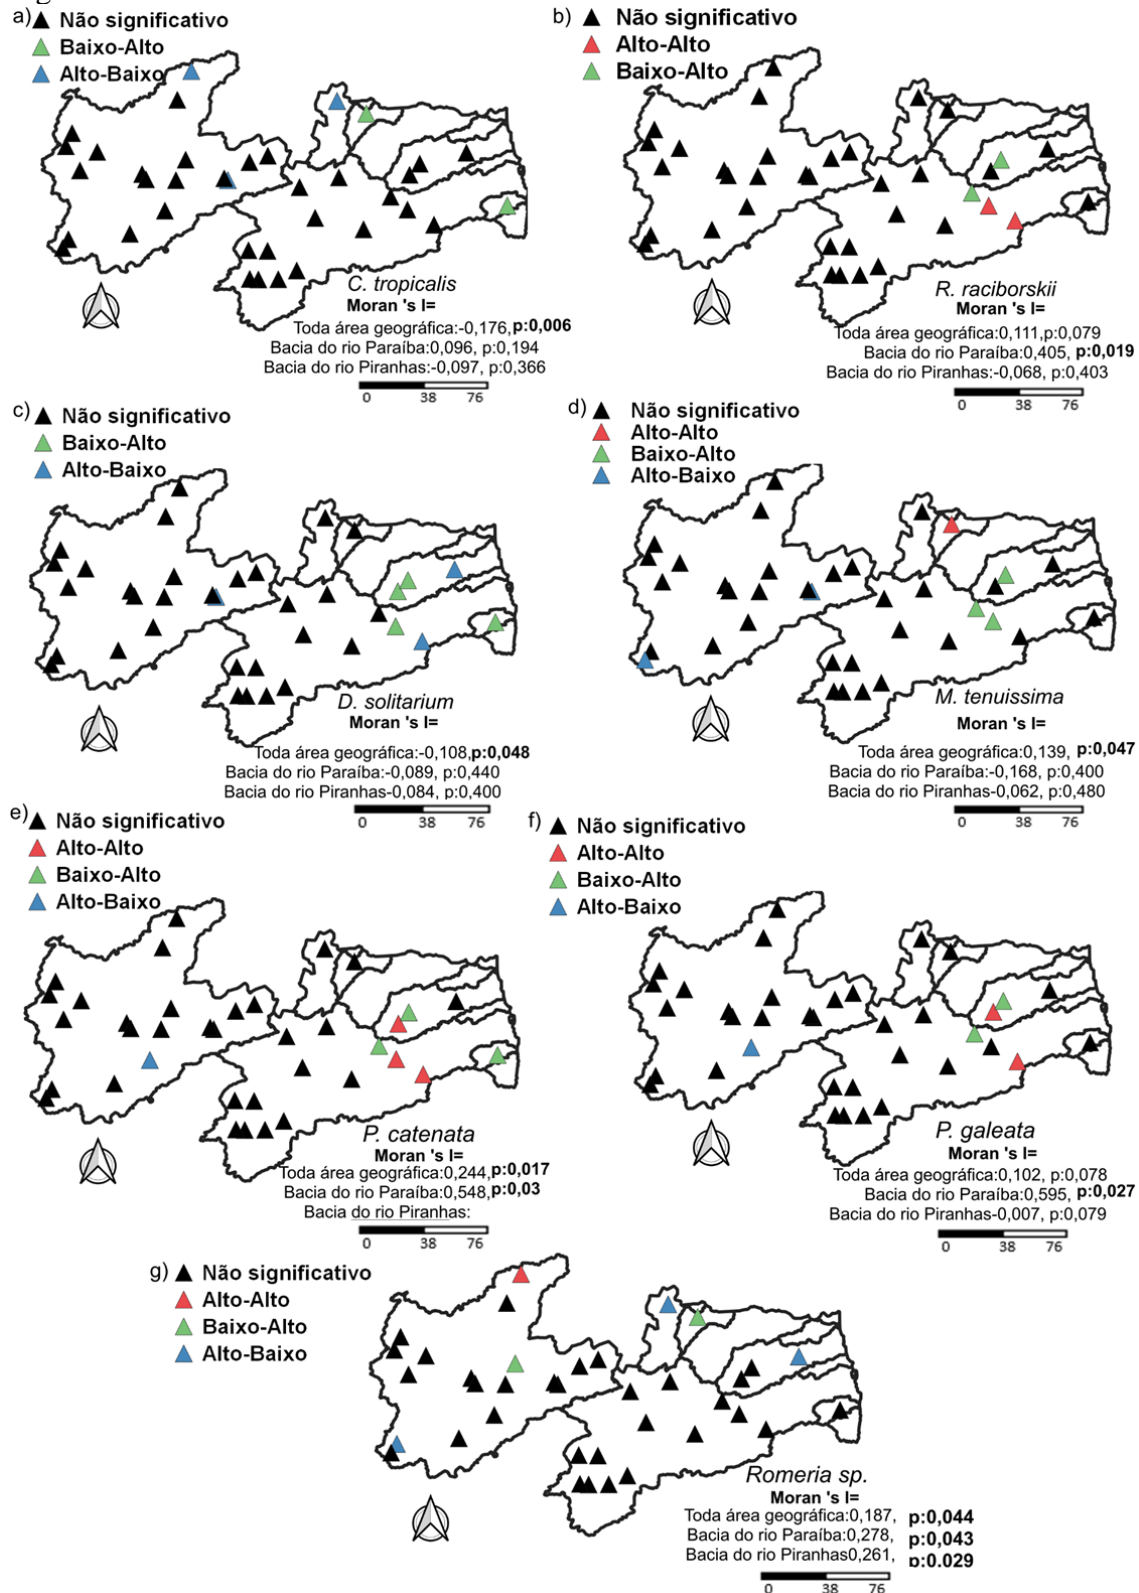 a) Não significativo
Baixo-Alto
Alto-Baixo
C. tropicalis
Moran 's I=
Toda área geográfica:-0,176,p:0,006
Bacia do rio Paraíba:0,096, p:0,194
Bacia do rio Piranhas:-0,097, p:0,366
0 38 76
b) Não significativo
Alto-Alto
Baixo-Alto
R. raciborskii
Moran 's I=
Toda área geográfica:0,111,p:0,079
Bacia do rio Paraíba:0,405, p:0,019
Bacia do rio Piranhas:-0,068, p:0,403
0 38 76
c) Não significativo
Baixo-Alto
Alto-Baixo
D. solitarium
Moran 's I=
Toda área geográfica:-0,108,p:0,048
Bacia do rio Paraíba:-0,089, p:0,440
Bacia do rio Piranhas-0,084, p:0,400
0 38 76
d) Não significativo
Alto-Alto
Baixo-Alto
Alto-Baixo
M. tenuissima
Moran 's I=
Toda área geográfica:0,139, p:0,047
Bacia do rio Paraíba:-0,168, p:0,400
Bacia do rio Piranhas-0,062, p:0,480
0 38 76
e) Não significativo
Alto-Alto
Baixo-Alto
Alto-Baixo
P. catenata
Moran 's I=
Toda área geográfica:0,244,p:0,017
Bacia do rio Paraíba:0,548,p:0,03
Bacia do rio Piranhas:
0 38 76
f) Não significativo
Alto-Alto
Baixo-Alto
Alto-Baixo
P. galeata
Moran 's I=
Toda área geográfica:0,102, p:0,078
Bacia do rio Paraíba:0,595, p:0,027
Bacia do rio Piranhas-0,007, p:0,079
0 38 76
g) Não significativo
Alto-Alto
Baixo-Alto
Alto-Baixo
Romeria sp.
Moran 's I=
Toda área geográfica:0,187, p:0,044
Bacia do rio Paraíba:0,278, p:0,043
Bacia do rio Piranhas0,261, p:0,029
0 38 76